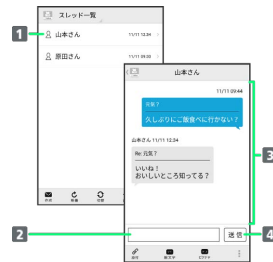 スレッド一覧
1
山本さん
11/11 12:34
原田さん
11/11 09:00
山本さん
11/11 09:44
元気？
久しぶりにご飯食べに行かない？
山本さん 11/11 12:34
Re: 元気？
いいね！
おいしいところ知ってる？
3
2
送信
4